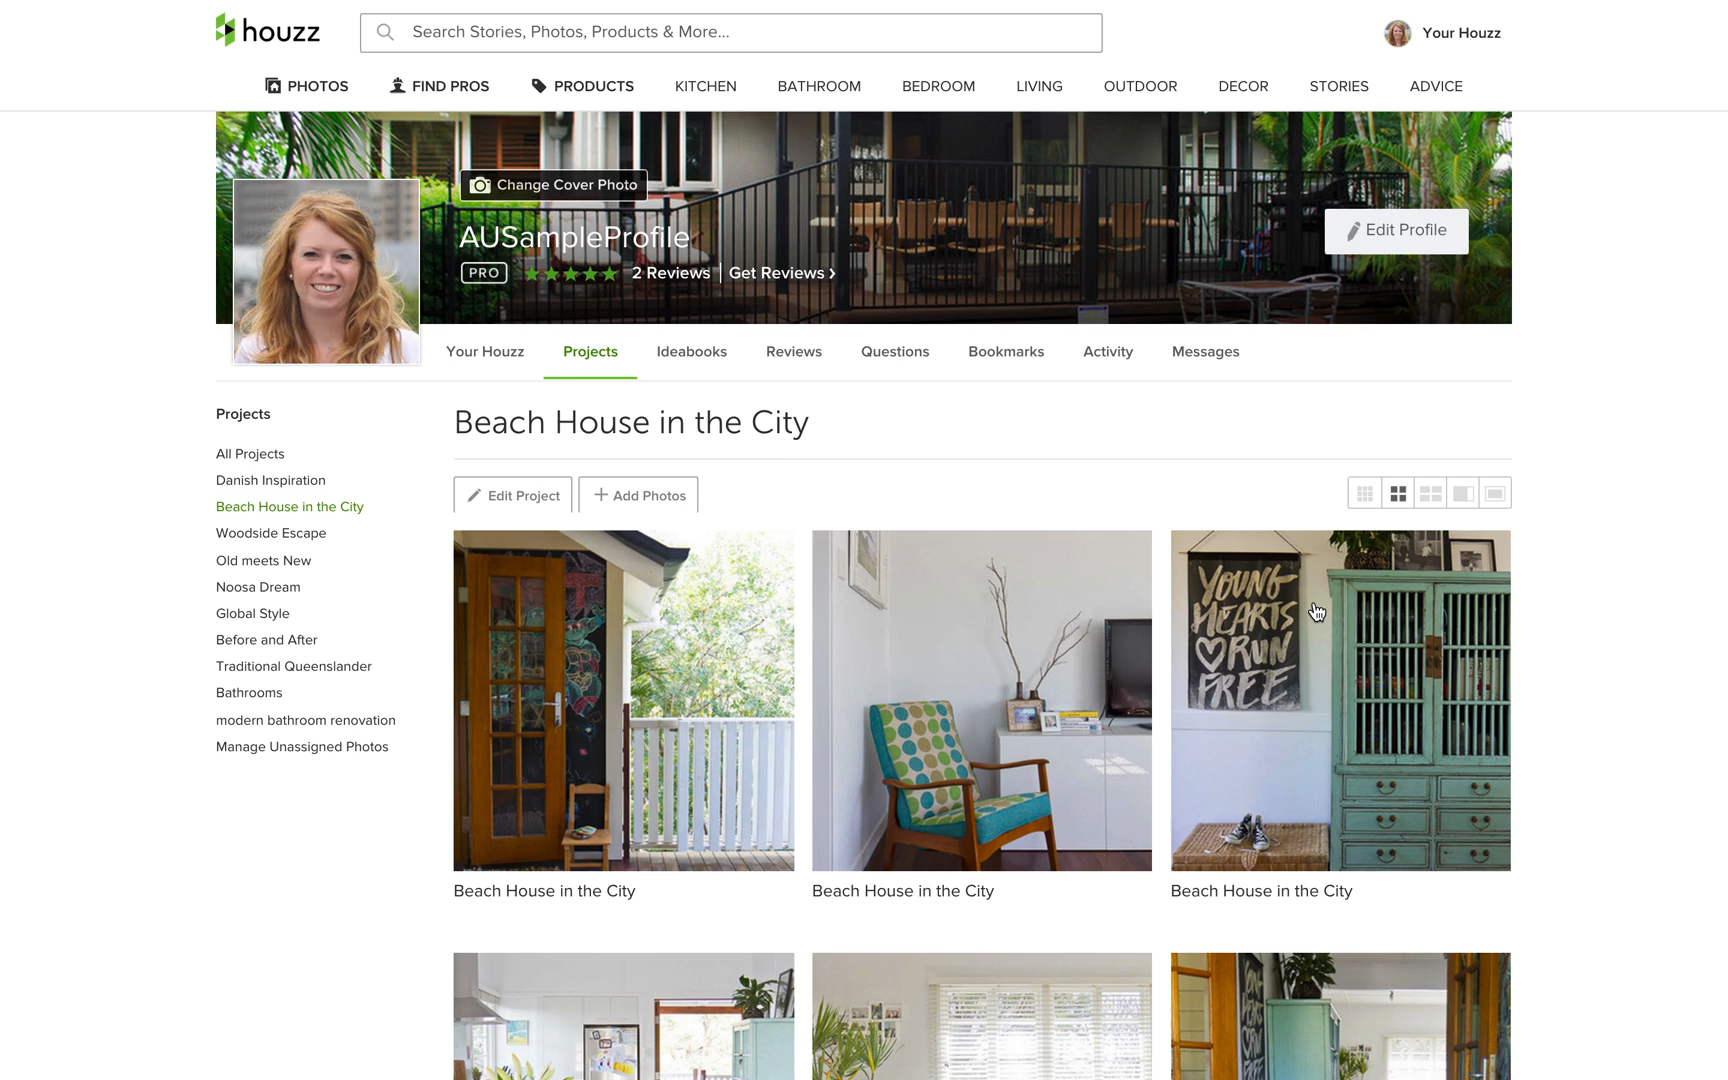 houzz
Search Stories, Photos, Products & More...
Your Houzz
PHOTOS FIND PROS PRODUCTS KITCHEN BATHROOM BEDROOM LIVING OUTDOOR DECOR STORIES ADVICE
Change Cover Photo
AUSampleProfile
PRO 2 Reviews | Get Reviews ›
Edit Profile
Your Houzz Projects Ideabooks Reviews Questions Bookmarks Activity Messages
Projects
All Projects
Danish Inspiration
Beach House in the City
Woodside Escape
Old meets New
Noosa Dream
Global Style
Before and After
Traditional Queenslander
Bathrooms
modern bathroom renovation
Manage Unassigned Photos
Beach House in the City
Edit Project + Add Photos
YOUNG
HEARTS
RUN
FREE
Beach House in the City Beach House in the City Beach House in the City